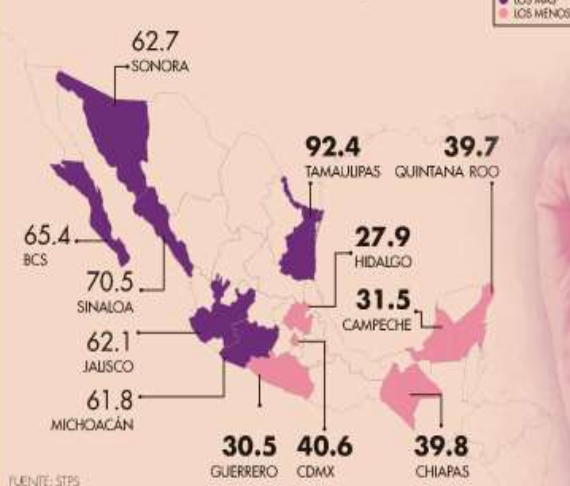 LOS MÁS
LOS MENOS
62.7
SONORA
92.4
TAMAULIPAS
39.7
QUINTANA ROO
65.4
BCS
27.9
HIDALGO
70.5
SINALOA
31.5
CAMPECHE
62.1
JALISCO
61.8
MICHOACÁN
30.5
GUERRERO
40.6
CDMX
39.8
CHIAPAS
FUENTE: STPS